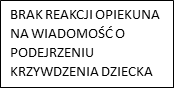 BRAK REAKCJI OPIEKUNA
NA WIADOMOŚĆ O
PODEJRZENIU
KRZYWDZENIA DZIECKA